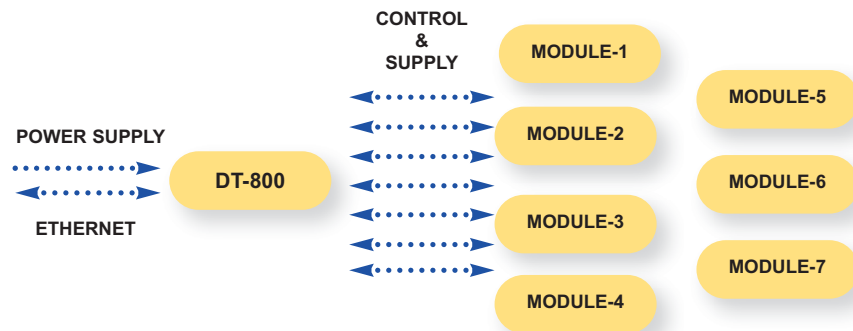 CONTROL
&
SUPPLY
POWER SUPPLY
ETHERNET
DT-800
MODULE-1
MODULE-2
MODULE-3
MODULE-4
MODULE-5
MODULE-6
MODULE-7